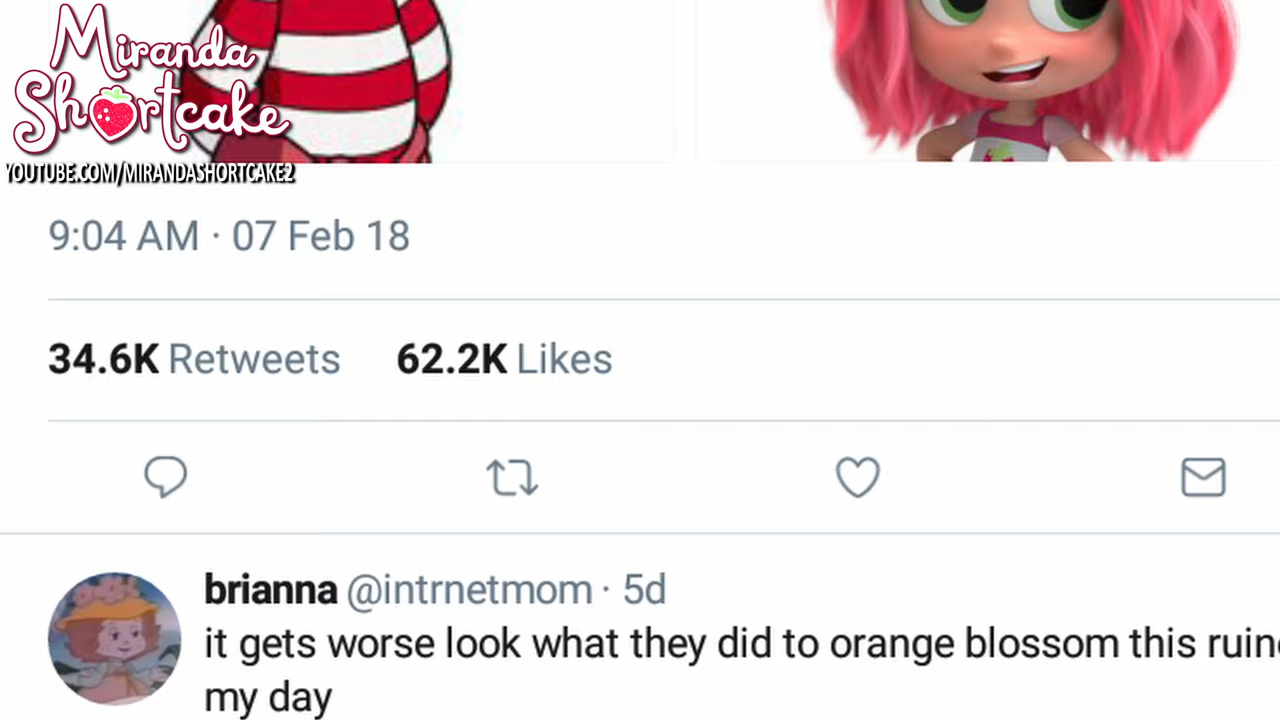 Miranda
Shortcake
YOUTUBE.COM/MIRANDASHORTCAKE2
9:04 AM · 07 Feb 18
34.6K Retweets 62.2K Likes
brianna @intrnetmom · 5d
it gets worse look what they did to orange blossom this ruine
my day